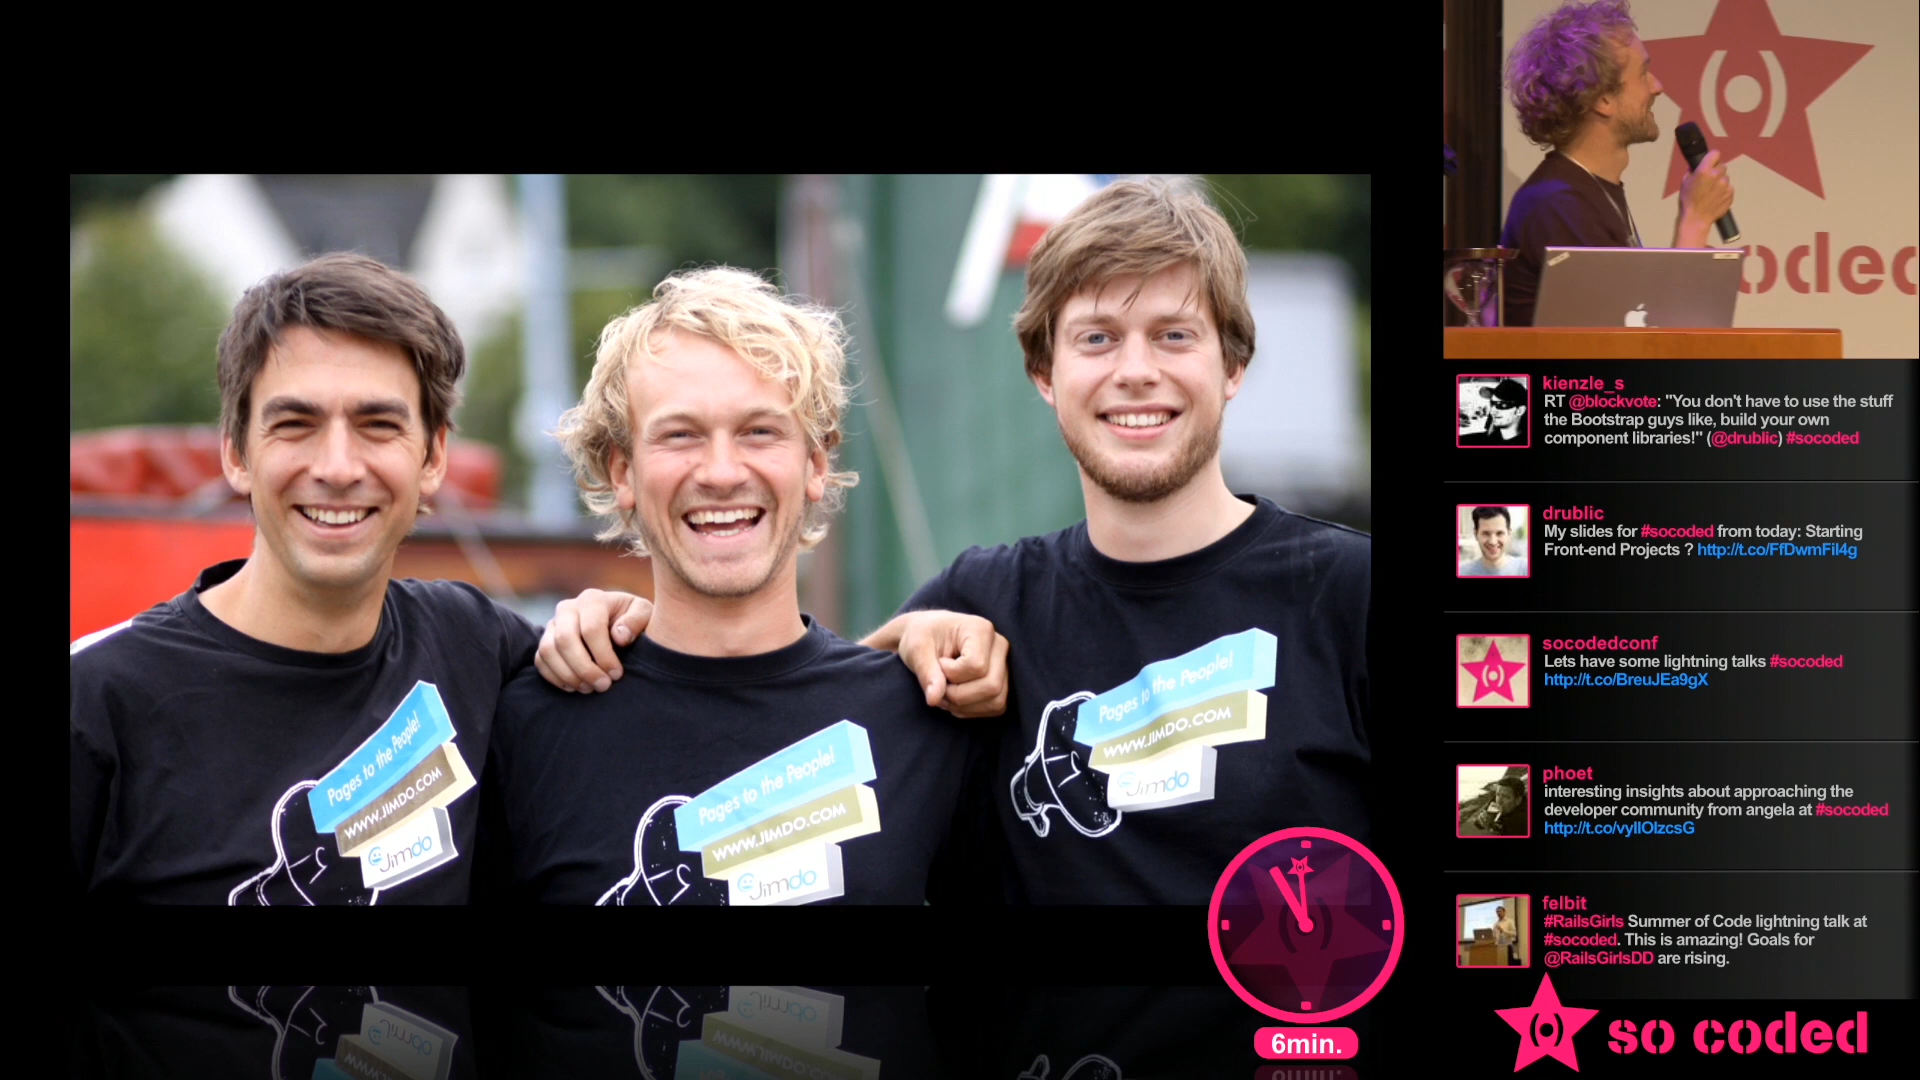 Pages to the People!
WWW.JIMDO.COM
Jimdo
Pages to the People!
WWW.JIMDO.COM
Jimdo
Pages to the People!
WWW.JIMDO.COM
Jimdo
6min.
coded
kienzle_s
RT @blockvote: "You don't have to use the stuff
the Bootstrap guys like, build your own
component libraries!" (@drublic) #socoded
drublic
My slides for #socoded from today: Starting
Front-end Projects ? http://t.co/FfDwmFil4g
socodedconf
Lets have some lightning talks #socoded
http://t.co/BreuJEa9gX
phoet
interesting insights about approaching the
developer community from angela at #socoded
felbit
#RailsGirls Summer of Code lightning talk at
#socoded. This is amazing! Goals for
@RailsGirlsDD are rising.
so coded